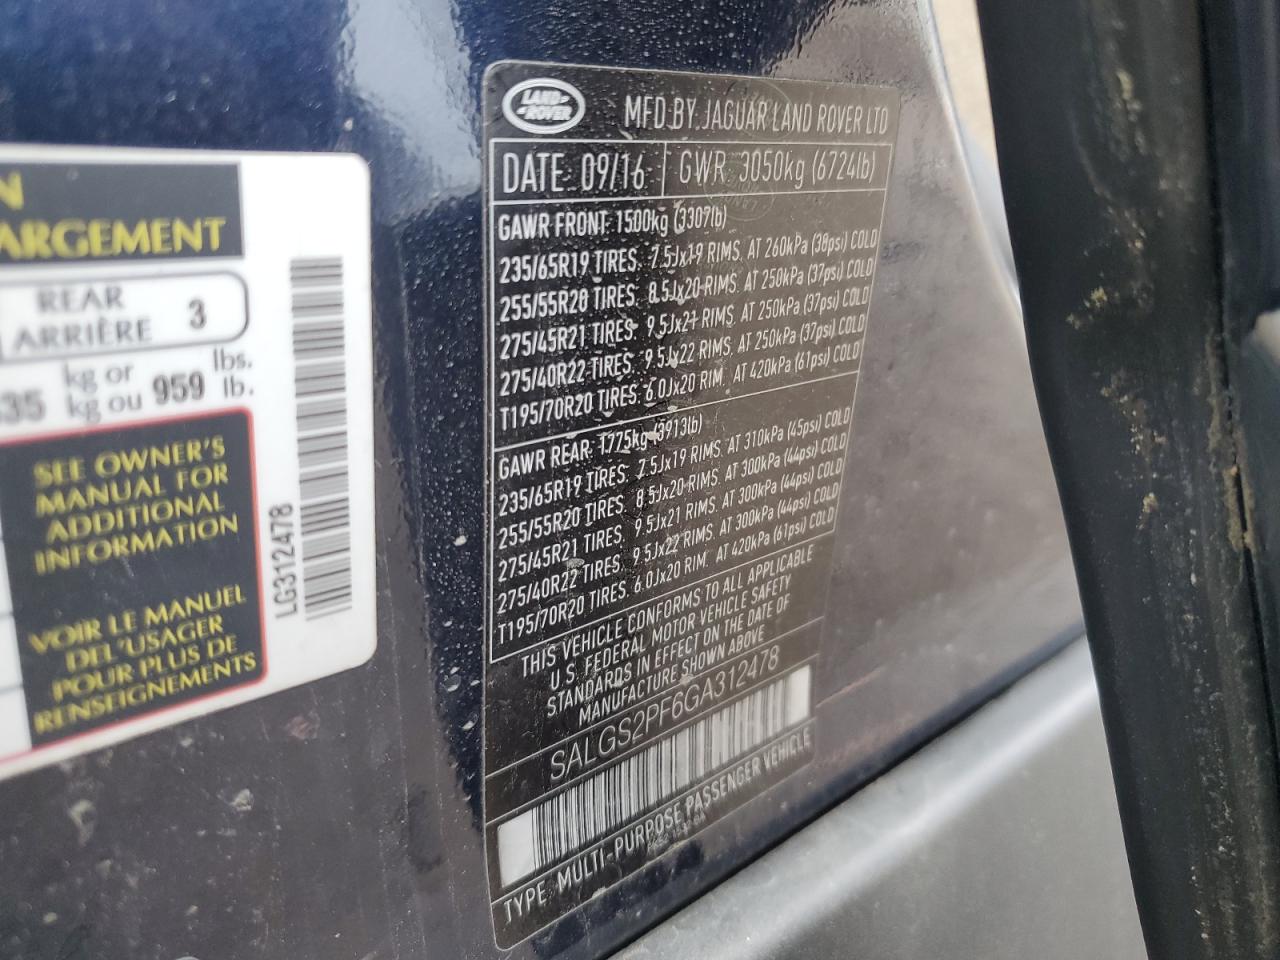 N
ARGEMENT
REAR
ARRIÈRE 3
35 kg or 959 lbs.
kg ou lb.
SEE OWNER'S
MANUAL FOR
ADDITIONAL
INFORMATION
VOIR LE MANUEL
DE L'USAGER
POUR PLUS DE
RENSEIGNEMENTS
LG312478
LAND-
-ROVER
MFD.BY. JAGUAR LAND ROVER LTD
DATE: 09/16 GWR. 3050kg (6724lb)
GAWR FRONT: 1500kg (3307lb)
235/65R19 TIRES: 7.5Jx19 RIMS. AT 260kPa (38psi) COLD
255/55R20 TIRES: 8.5Jx20 RIMS. AT 250kPa (37psi) COLD
275/45R21 TIRES: 9.5Jx21 RIMS. AT 250kPa (37psi) COLD
275/40R22 TIRES: 9.5Jx22 RIMS. AT 250kPa (37psi) COLD
T195/70R20 TIRES: 6.0Jx20 RIM. AT 420kPa (61psi) COLD
GAWR REAR: 1775kg (3913lb)
235/65R19 TIRES: 7.5Jx19 RIMS. AT 310kPa (45psi) COLD
255/55R20 TIRES: 8.5Jx20 RIMS. AT 300kPa (44psi) COLD
275/45R21 TIRES: 9.5Jx21 RIMS. AT 300kPa (44psi) COLD
275/40R22 TIRES: 9.5Jx22 RIMS. AT 300kPa (44psi) COLD
T195/70R20 TIRES: 6.0Jx20 RIM. AT 420kPa (61psi) COLD
THIS VEHICLE CONFORMS TO ALL APPLICABLE
U.S. FEDERAL MOTOR VEHICLE SAFETY
STANDARDS IN EFFECT ON THE DATE OF
MANUFACTURE SHOWN ABOVE
SALGS2PF6GA312478
TYPE: MULTI-PURPOSE PASSENGER VEHICLE